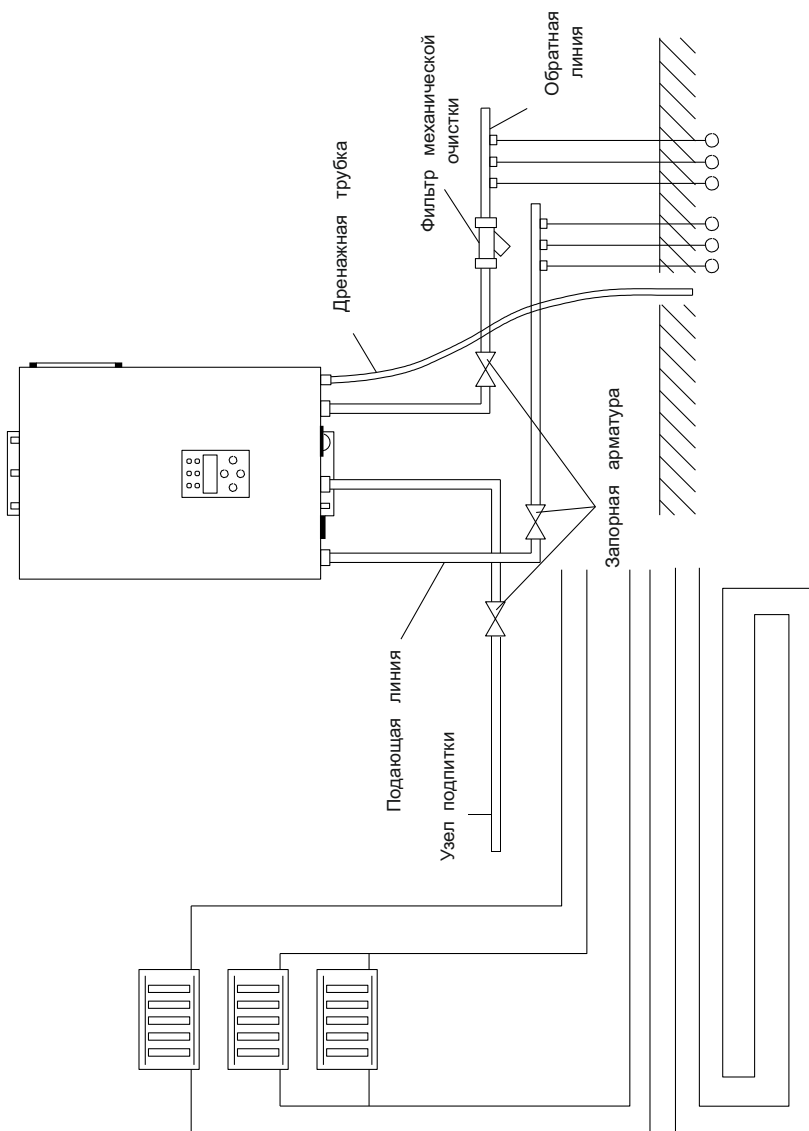 Обратная
линия
Фильтр механической
очистки
Дренажная трубка
Запорная арматура
Подающая линия
Узел подпитки